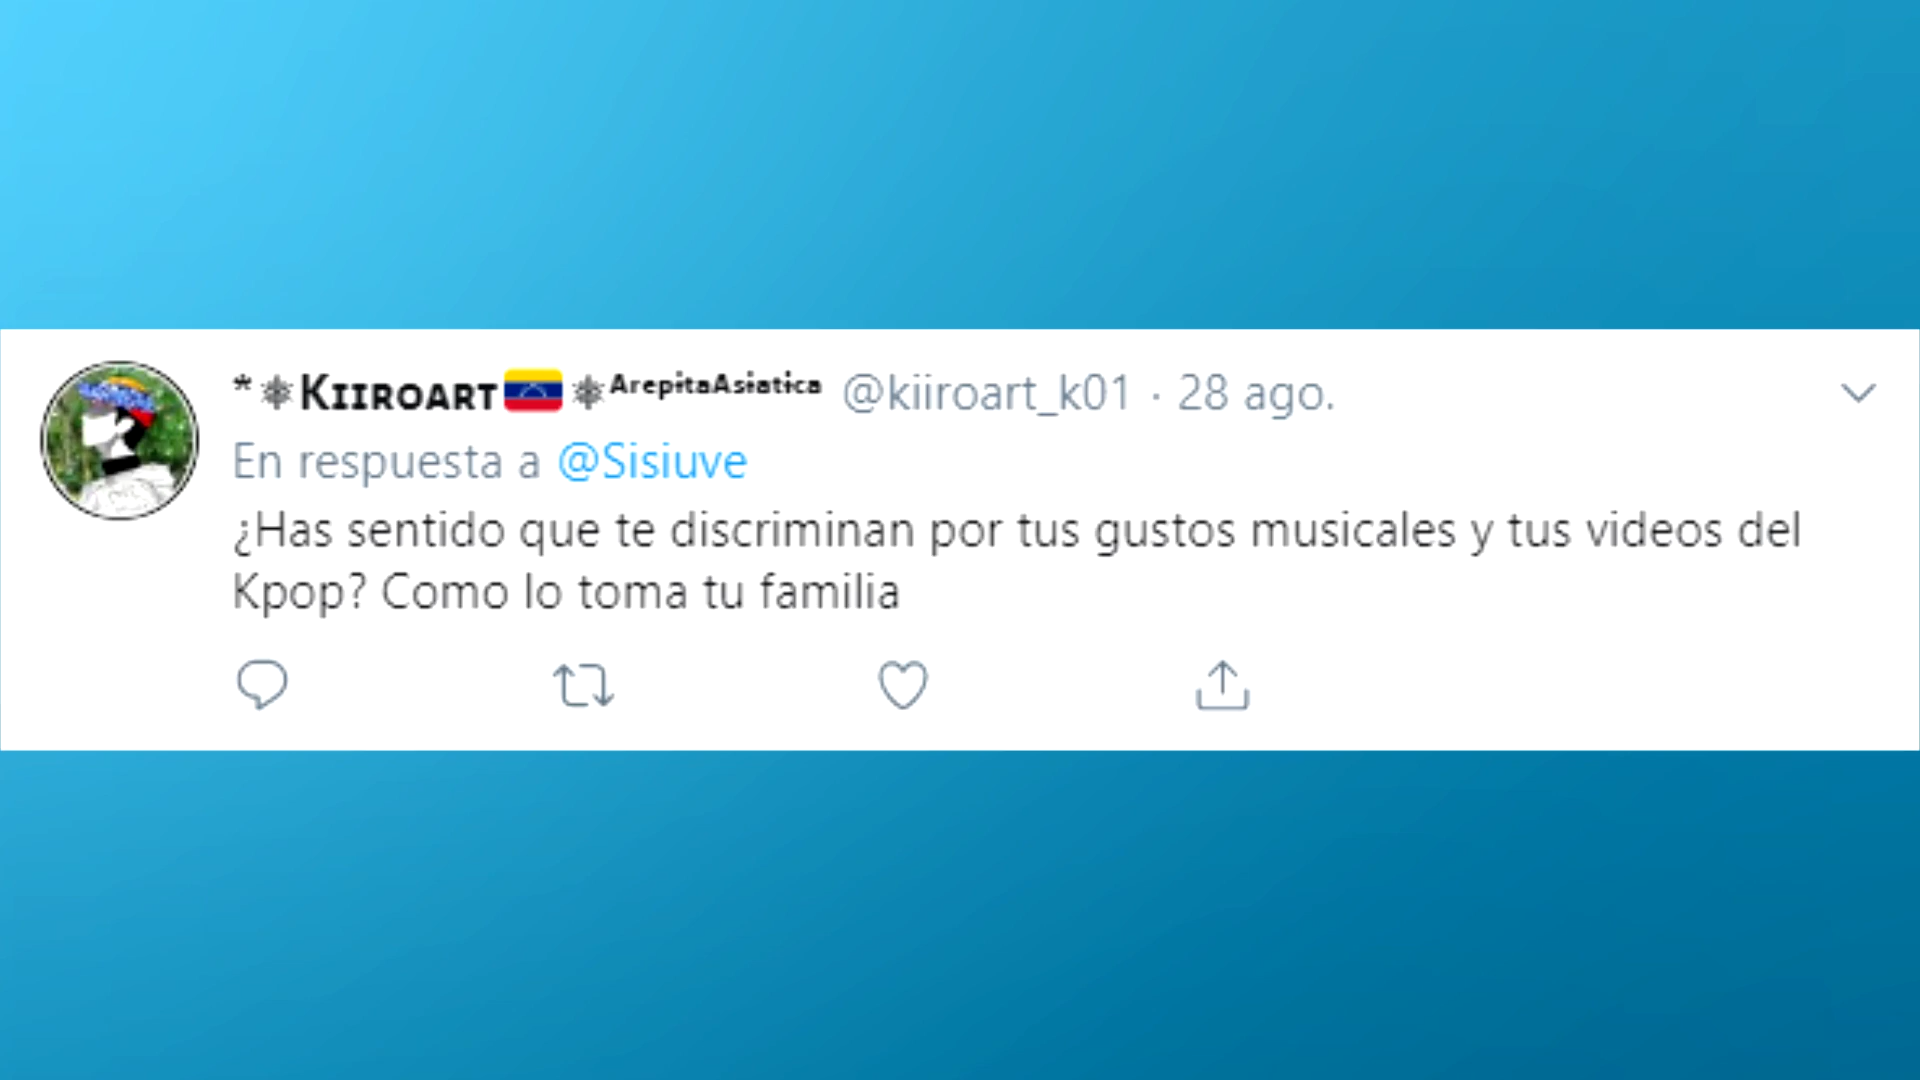 *⚛Kɪɪʀᴏᴀʀᴛ🇻🇪⚛ᴬʳᵉᵖⁱᵗᵃᴬˢⁱᵃᵗⁱᶜᵃ @kiiroart_k01 · 28 ago.
En respuesta a @Sisiuve
¿Has sentido que te discriminan por tus gustos musicales y tus videos del
Kpop? Como lo toma tu familia